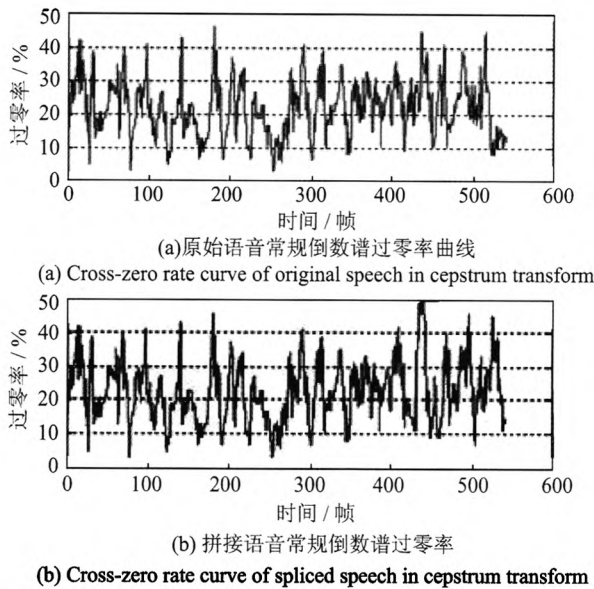 50
40
30
20
10
0
过零率 / %
0 100 200 300 400 500 600
时间 / 帧
(a)原始语音常规倒数谱过零率曲线
(a) Cross-zero rate curve of original speech in cepstrum transform
50
40
30
20
10
0
过零率 / %
0 100 200 300 400 500 600
时间 / 帧
(b) 拼接语音常规倒数谱过零率
(b) Cross-zero rate curve of spliced speech in cepstrum transform